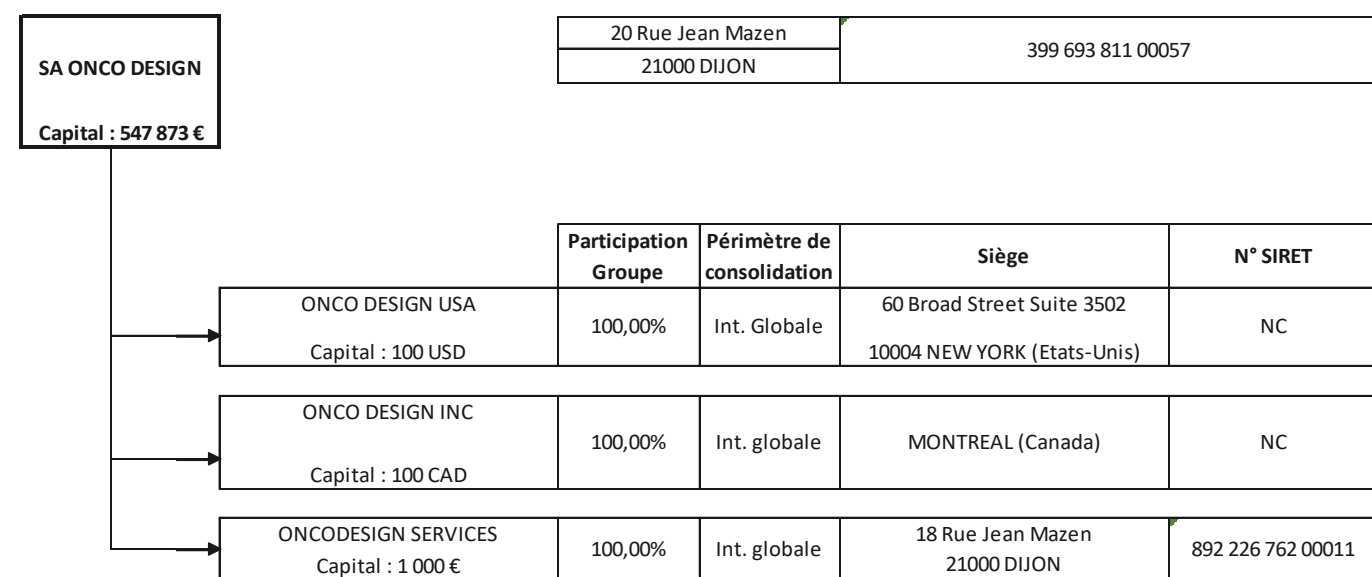 SA ONCO DESIGN
Capital : 547 873 €
20 Rue Jean Mazen
21000 DIJON
399 693 811 00057
Participation Groupe
Périmètre de consolidation
Siège
N° SIRET
ONCO DESIGN USA
Capital : 100 USD
100,00%
Int. Globale
60 Broad Street Suite 3502
10004 NEW YORK (Etats-Unis)
NC
ONCO DESIGN INC
Capital : 100 CAD
100,00%
Int. globale
MONTREAL (Canada)
NC
ONCODESIGN SERVICES
Capital : 1 000 €
100,00%
Int. globale
18 Rue Jean Mazen
21000 DIJON
892 226 762 00011